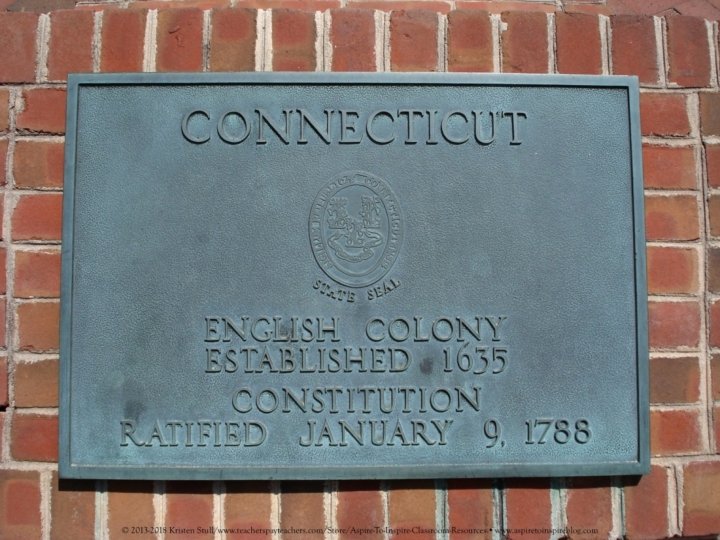 CONNECTICUT
STATE SEAL
ENGLISH COLONY
ESTABLISHED 1635
CONSTITUTION
RATIFIED JANUARY 9, 1788
© 2013-2018 Kristen Stull/www.teacherspayteachers.com/Store/Aspire-To-Inspire-Classroom-Resources • www.aspiretoinspireblog.com